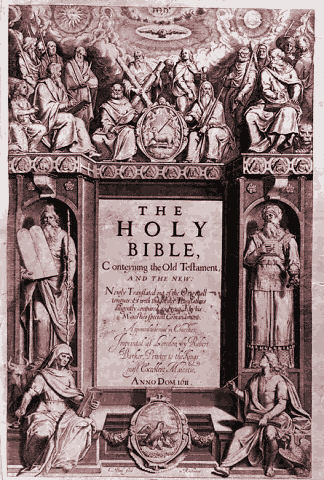 THE
HOLY
BIBLE,
Conteyning the Old Testament,
AND THE NEW:
Newly Translated out of the Originall
tongues: & with the former Translations
diligently compared and reuised, by his
Maiesties speciall Comandement.
Appointed to be read in Churches.
Imprinted at London by Robert
Barker, Printer to the Kings
most Excellent Maiestie.
ANNO DOM. 1611.